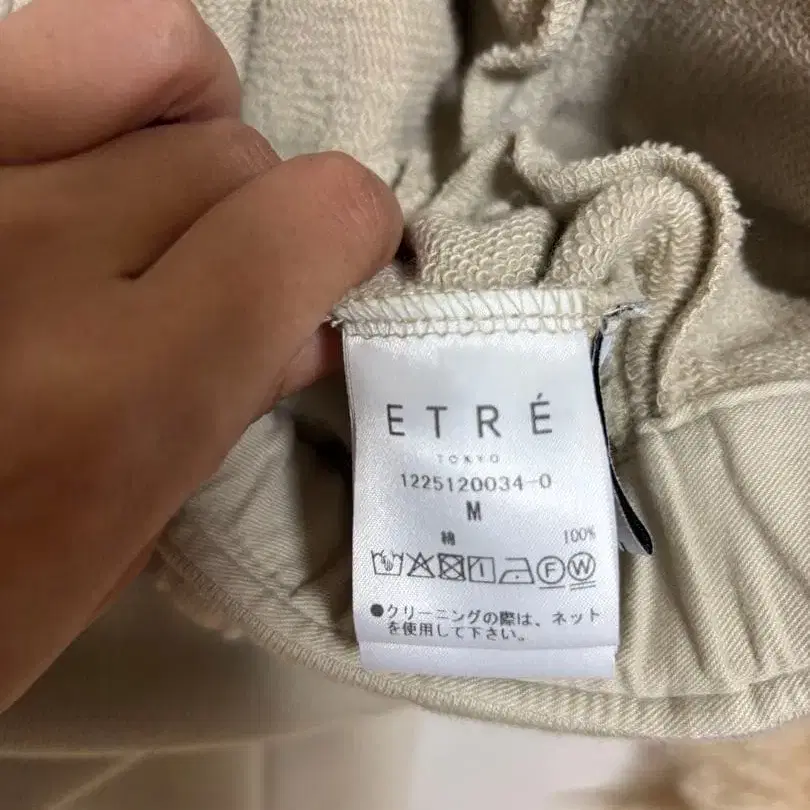 ETRÉ
TOKYO
1225120034-0
M
綿 100%
F W
●クリーニングの際は、ネット
を使用して下さい。